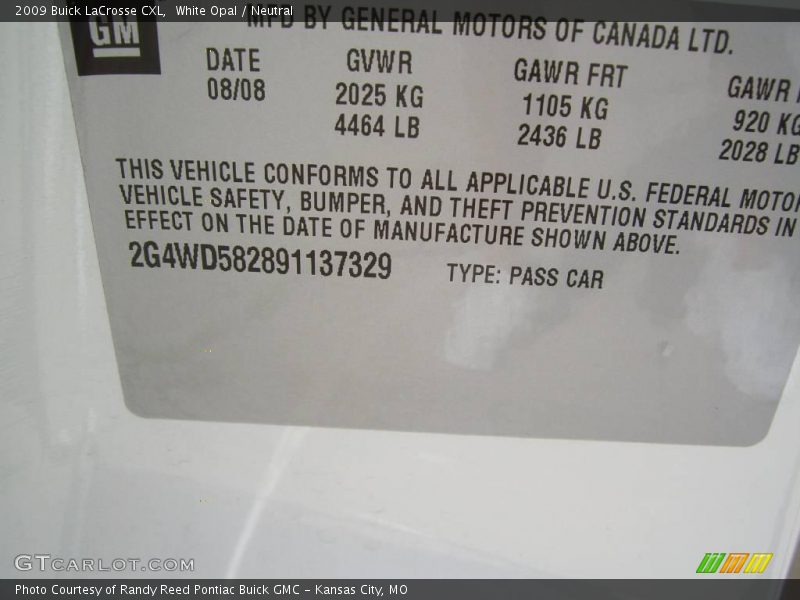 2009 Buick LaCrosse CXL, White Opal / Neutral
GM
MFD BY GENERAL MOTORS OF CANADA LTD.
DATE GVWR GAWR FRT GAWR
08/08 2025 KG 1105 KG 920 KG
4464 LB 2436 LB 2028 LB
THIS VEHICLE CONFORMS TO ALL APPLICABLE U.S. FEDERAL MOTOR
VEHICLE SAFETY, BUMPER, AND THEFT PREVENTION STANDARDS IN
EFFECT ON THE DATE OF MANUFACTURE SHOWN ABOVE.
2G4WD582891137329 TYPE: PASS CAR
GTCARLOT.COM
Photo Courtesy of Randy Reed Pontiac Buick GMC - Kansas City, MO